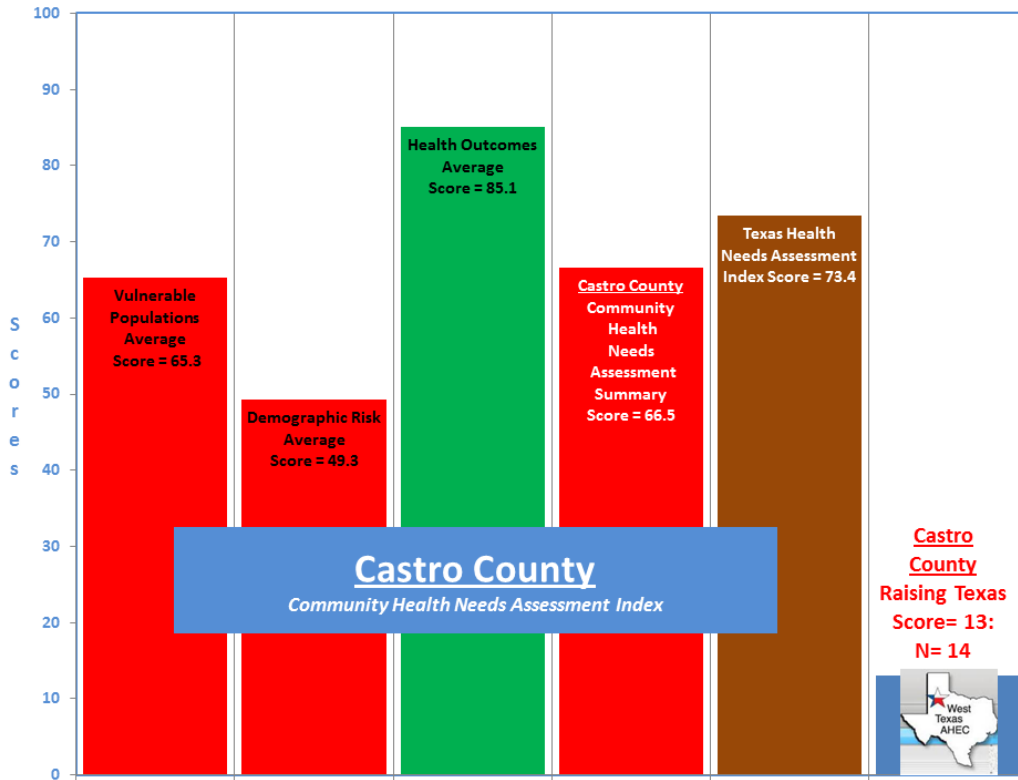 100
90
80
70
60
50
40
30
20
10
0
Scores
Vulnerable
Populations
Average
Score = 65.3
Demographic Risk
Average
Score = 49.3
Health Outcomes
Average
Score = 85.1
Castro County
Community
Health
Needs
Assessment
Summary
Score = 66.5
Texas Health
Needs Assessment
Index Score = 73.4
Castro
County
Raising Texas
Score= 13:
N= 14
West
Texas
AHEC
Castro County
Community Health Needs Assessment Index